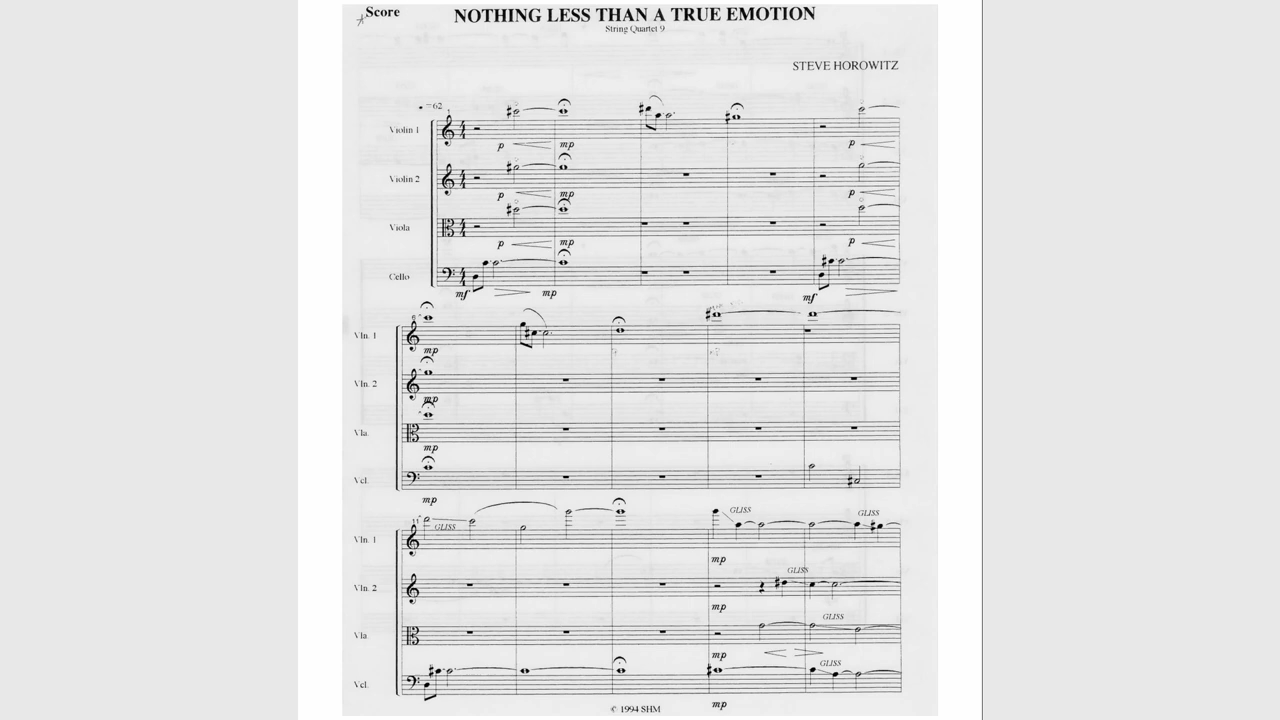 Score
NOTHING LESS THAN A TRUE EMOTION
String Quartet 9
STEVE HOROWITZ
=62
Violin 1
p mp p
Violin 2
p mp p
Viola
p mp p
Cello
mf mp mf
Vln. 1
mp
Vln. 2
mp
Vla.
mp
Vcl.
mp
11
GLISS GLISS GLISS
Vln. 1
mp
GLISS
Vln. 2
mp
GLISS
Vla.
mp
GLISS
Vcl.
mp
© 1994 SHM